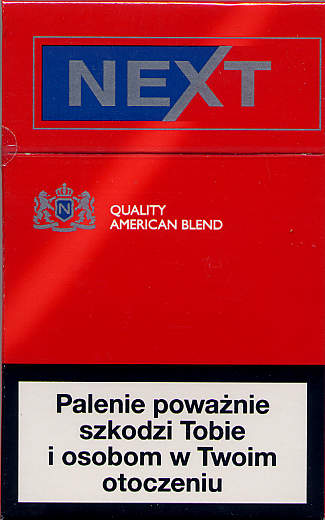 NEXT
N
QUALITY
AMERICAN BLEND
Palenie poważnie
szkodzi Tobie
i osobom w Twoim
otoczeniu